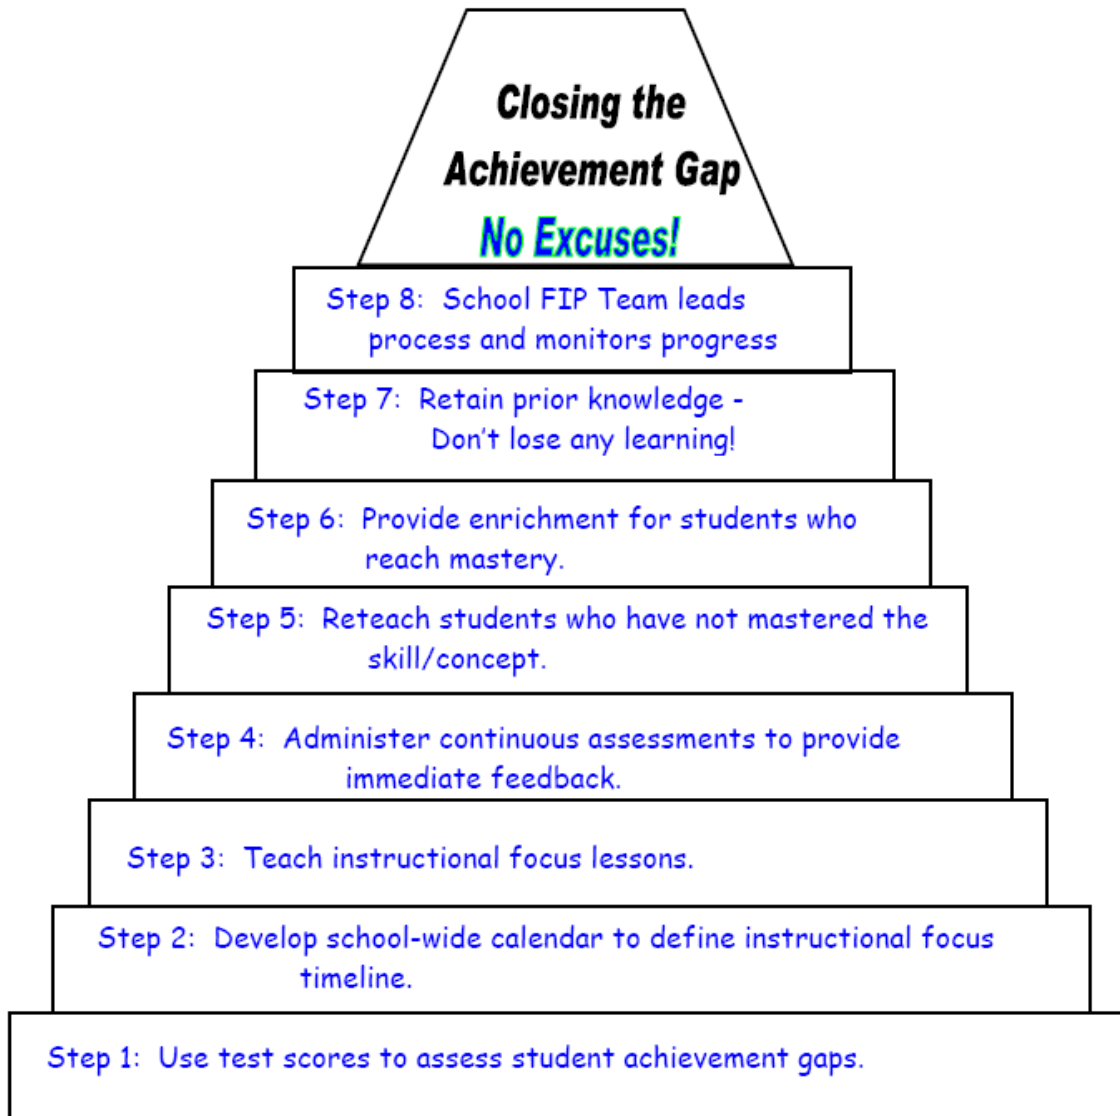 Closing the
Achievement Gap
No Excuses!
Step 8: School FIP Team leads
process and monitors progress
Step 7: Retain prior knowledge -
Don't lose any learning!
Step 6: Provide enrichment for students who
reach mastery.
Step 5: Reteach students who have not mastered the
skill/concept.
Step 4: Administer continuous assessments to provide
immediate feedback.
Step 3: Teach instructional focus lessons.
Step 2: Develop school-wide calendar to define instructional focus
timeline.
Step 1: Use test scores to assess student achievement gaps.